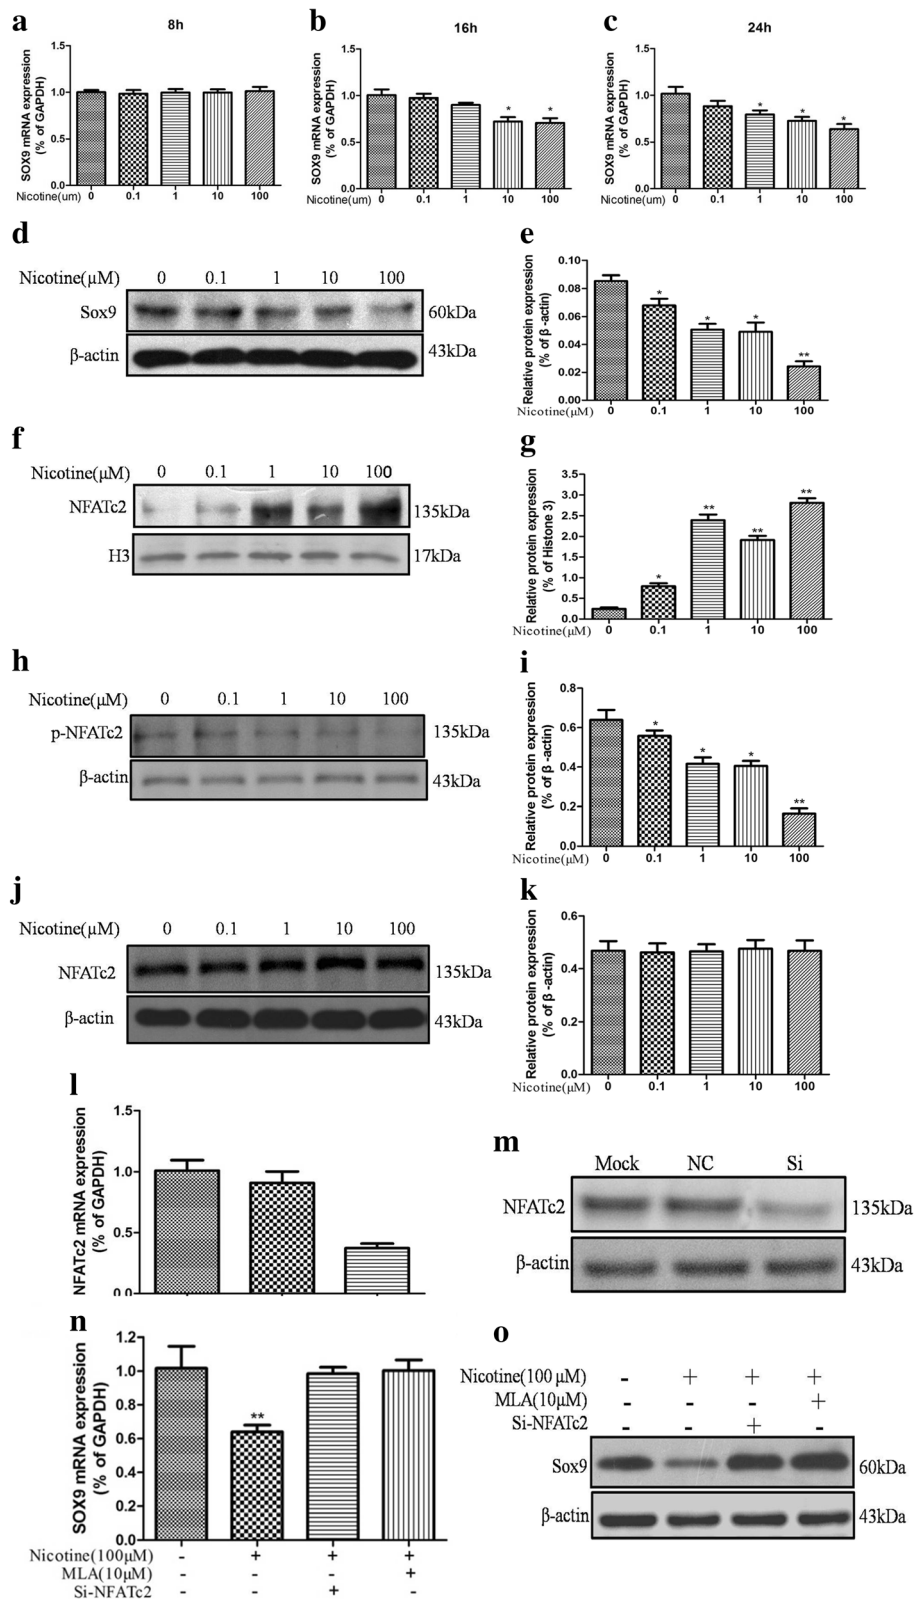 a
8h
SOX9 mRNA expression
(% of GAPDH)
1.5
1.0
0.5
0.0
Nicotine(um) 0 0.1 1 10 100
b
16h
SOX9 mRNA expression
(% of GAPDH)
1.5
1.0
0.5
0.0
* *
Nicotine(um) 0 0.1 1 10 100
c
24h
SOX9 mRNA expression
(% of GAPDH)
1.5
1.0
0.5
0.0
* * *
Nicotine(um) 0 0.1 1 10 100
d
Nicotine(µM) 0 0.1 1 10 100
Sox9 60kDa
β-actin 43kDa
e
Relative protein expression
(% of β -actin)
0.10
0.08
0.06
0.04
0.02
0.00
* * * **
Nicotine(µM) 0 0.1 1 10 100
f
Nicotine(µM) 0 0.1 1 10 100
NFATc2 135kDa
H3 17kDa
g
Relative protein expression
(% of Histone 3)
3.5
3.0
2.5
2.0
1.5
1.0
0.5
0.0
* ** ** **
Nicotine(µM) 0 0.1 1 10 100
h
Nicotine(µM) 0 0.1 1 10 100
p-NFATc2 135kDa
β-actin 43kDa
i
Relative protein expression
(% of β -actin)
0.8
0.6
0.4
0.2
0.0
* * * **
Nicotine(µM) 0 0.1 1 10 100
j
Nicotine(µM) 0 0.1 1 10 100
NFATc2 135kDa
β-actin 43kDa
k
Relative protein expression
(% of β -actin)
0.6
0.4
0.2
0.0
Nicotine(µM) 0 0.1 1 10 100
l
NFATc2 mRNA expression
(% of GAPDH)
1.5
1.0
0.5
0.0
m
Mock NC Si
NFATc2 135kDa
β-actin 43kDa
n
SOX9 mRNA expression
(% of GAPDH)
1.2
1.0
0.8
0.6
0.4
0.2
0.0
**
Nicotine(100µM) - + + +
MLA(10µM) - - - +
Si-NFATc2 - - + -
o
Nicotine(100 µM) - + + +
MLA(10µM) - - - +
Si-NFATc2 - - + -
Sox9 60kDa
β-actin 43kDa